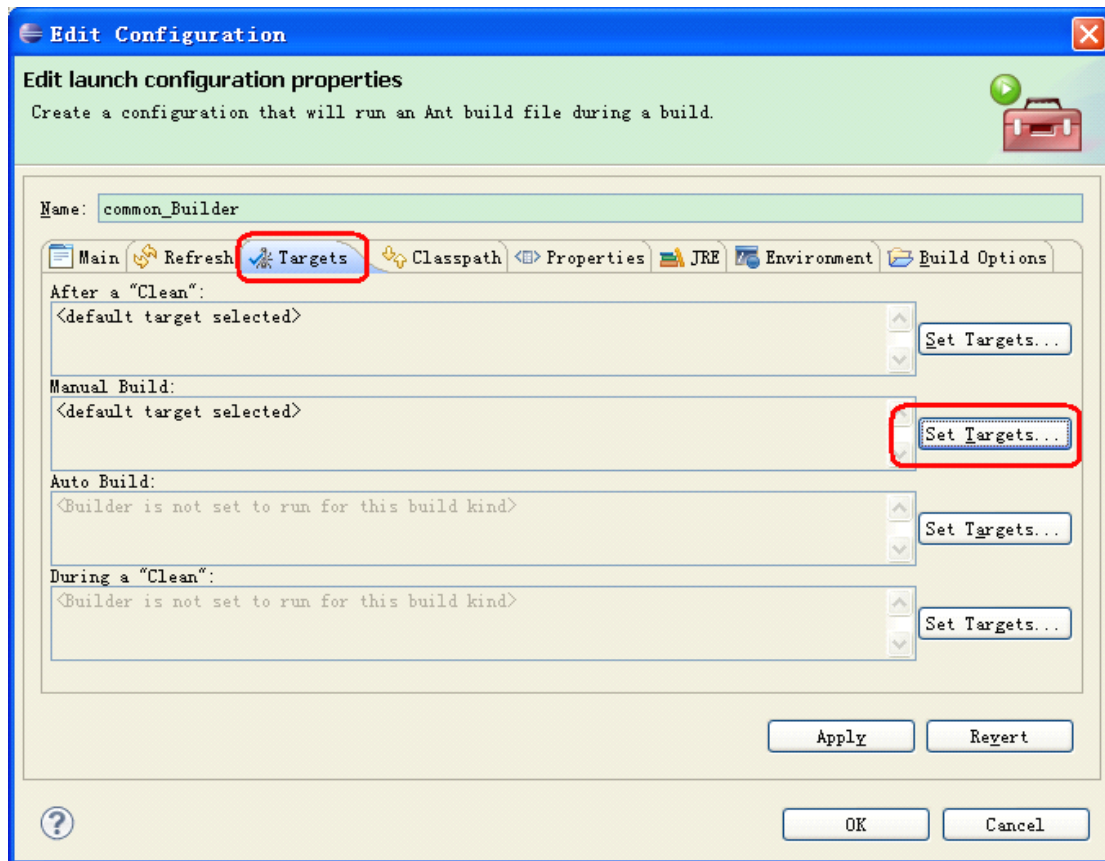 Edit Configuration
Edit launch configuration properties
Create a configuration that will run an Ant build file during a build.
Name: common_Builder
Main Refresh Targets Classpath Properties JRE Environment Build Options
After a "Clean":
<default target selected>
Set Targets...
Manual Build:
<default target selected>
Set Targets...
Auto Build:
<Builder is not set to run for this build kind>
Set Targets...
During a "Clean":
<Builder is not set to run for this build kind>
Set Targets...
Apply Revert
? OK Cancel